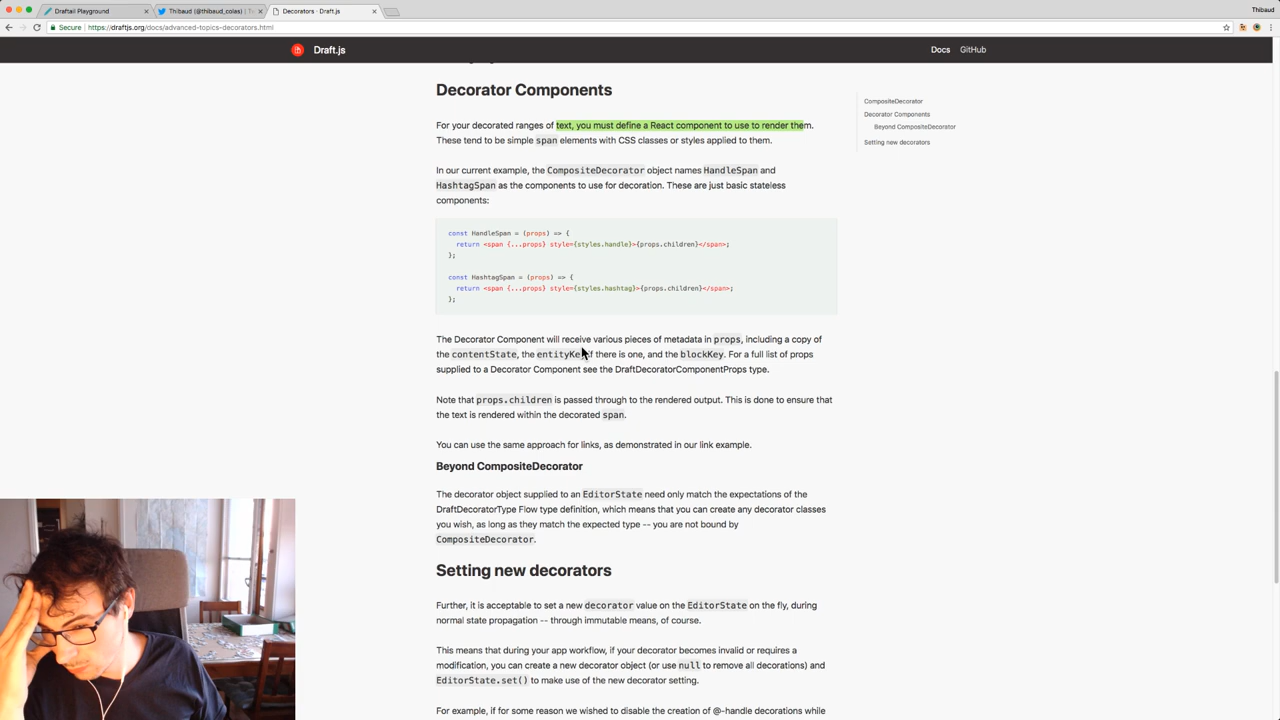 Draftail Playground
Thibaud (@thibaud_colas) | T
Decorators · Draft.js
Thibaud
Secure
https://draftjs.org/docs/advanced-topics-decorators.html
Draft.js
Docs
GitHub
Decorator Components
For your decorated ranges of text, you must define a React component to use to render them.
These tend to be simple span elements with CSS classes or styles applied to them.
In our current example, the CompositeDecorator object names HandleSpan and
HashtagSpan as the components to use for decoration. These are just basic stateless
components:
const HandleSpan = (props) => {
return <span {...props} style={styles.handle}>{props.children}</span>;
};
const HashtagSpan = (props) => {
return <span {...props} style={styles.hashtag}>{props.children}</span>;
};
The Decorator Component will receive various pieces of metadata in props, including a copy of
the contentState, the entityKey if there is one, and the blockKey. For a full list of props
supplied to a Decorator Component see the DraftDecoratorComponentProps type.
Note that props.children is passed through to the rendered output. This is done to ensure that
the text is rendered within the decorated span.
You can use the same approach for links, as demonstrated in our link example.
Beyond CompositeDecorator
The decorator object supplied to an EditorState need only match the expectations of the
DraftDecoratorType Flow type definition, which means that you can create any decorator classes
you wish, as long as they match the expected type -- you are not bound by
CompositeDecorator.
Setting new decorators
Further, it is acceptable to set a new decorator value on the EditorState on the fly, during
normal state propagation -- through immutable means, of course.
This means that during your app workflow, if your decorator becomes invalid or requires a
modification, you can create a new decorator object (or use null to remove all decorations) and
EditorState.set() to make use of the new decorator setting.
For example, if for some reason we wished to disable the creation of @-handle decorations while
CompositeDecorator
Decorator Components
Beyond CompositeDecorator
Setting new decorators